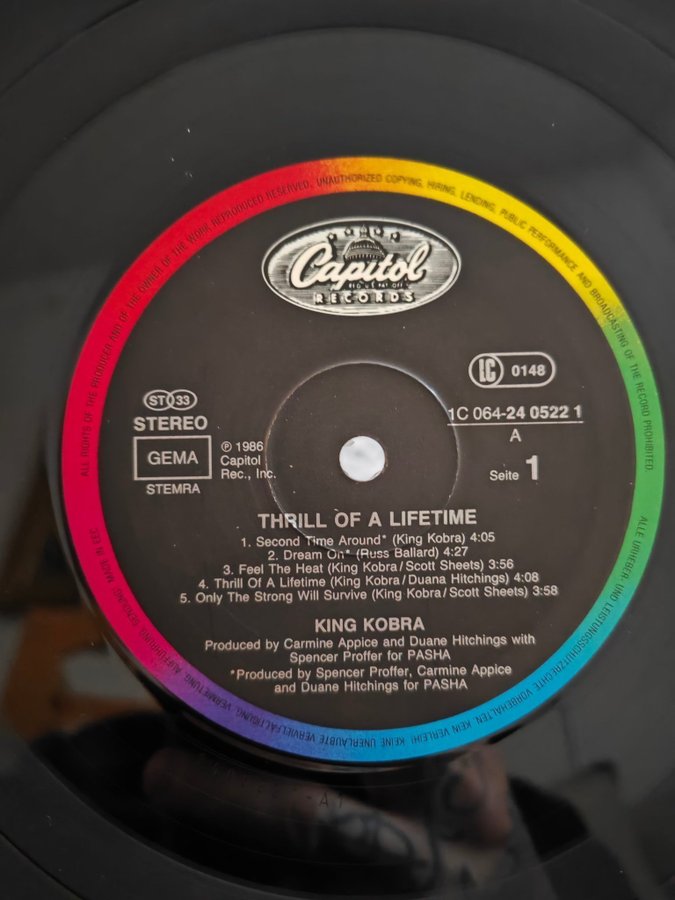 ALL RIGHTS OF THE PRODUCER AND OF THE OWNER OF THE WORK REPRODUCED RESERVED. UNAUTHORIZED COPYING, HIRING, LENDING, PUBLIC PERFORMANCE AND BROADCASTING OF THE RECORD PROHIBITED.
Capitol
RECORDS
LC 0148
1C 064-24 0522 1
A
Seite 1
ST 33
STEREO
GEMA
STEMRA
℗ 1986
Capitol
Rec., Inc.
THRILL OF A LIFETIME
1. Second Time Around* (King Kobra) 4:05
2. Dream On* (Russ Ballard) 4:27
3. Feel The Heat (King Kobra/Scott Sheets) 3:56
4. Thrill Of A Lifetime (King Kobra/Duana Hitchings) 4:08
5. Only The Strong Will Survive (King Kobra/Scott Sheets) 3:58
KING KOBRA
Produced by Carmine Appice and Duane Hitchings with
Spencer Proffer for PASHA
*Produced by Spencer Proffer, Carmine Appice
and Duane Hitchings for PASHA
ALLE URHEBER- UND LEISTUNGSSCHUTZRECHTE VORBEHALTEN. KEIN VERLEIH! KEINE UNERLAUBTE VERVIELFÄLTIGUNG, VERMIETUNG, AUFFÜHRUNG, SENDUNG!